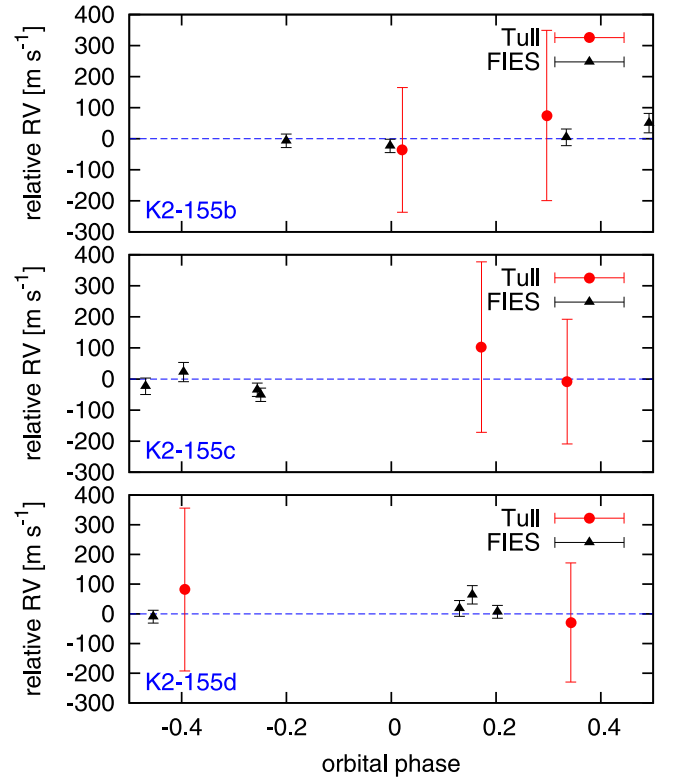 400
300
200
100
0
-100
-200
-300
relative RV [m s⁻¹]
Tull
FIES
K2-155b
400
300
200
100
0
-100
-200
-300
relative RV [m s⁻¹]
Tull
FIES
K2-155c
400
300
200
100
0
-100
-200
-300
relative RV [m s⁻¹]
Tull
FIES
K2-155d
-0.4 -0.2 0 0.2 0.4
orbital phase